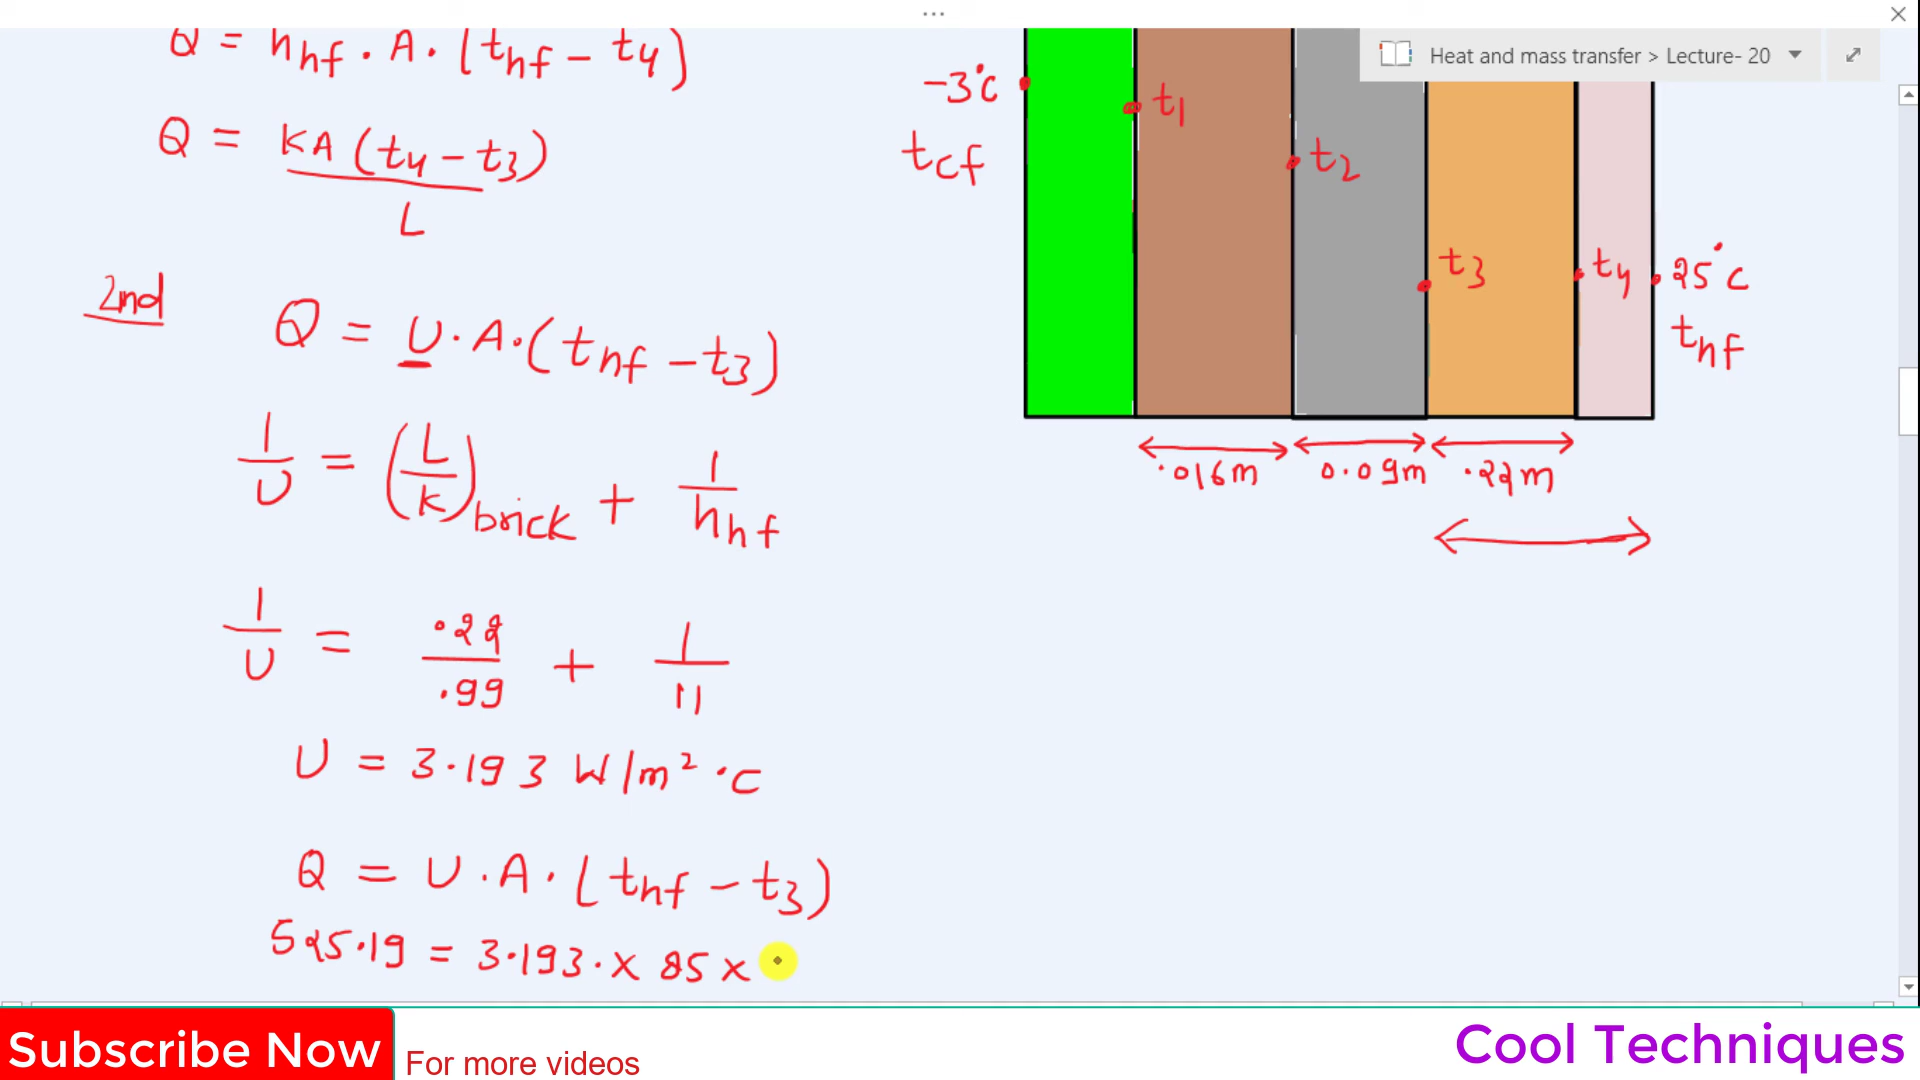 ...
Heat and mass transfer > Lecture- 20
Q = hhf . A . (thf - t4)
-3°c
t1
Q = KA (t4 - t3)
L
tcf
t2
t3
t4
25°c
thf
2nd
Q = U . A . (thf - t3)
.016m
0.09m
.22m
1/U = (L/K)brick + 1/hhf
1/U = .22/.99 + 1/11
U = 3.193 W/m² .c
Q = U . A . (thf - t3)
525.19 = 3.193 . x 85 x
Subscribe Now
For more videos
Cool Techniques